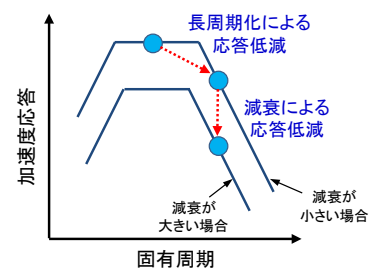 長周期化による
応答低減
減衰による
応答低減
加速度応答
減衰が
大きい場合
減衰が
小さい場合
固有周期